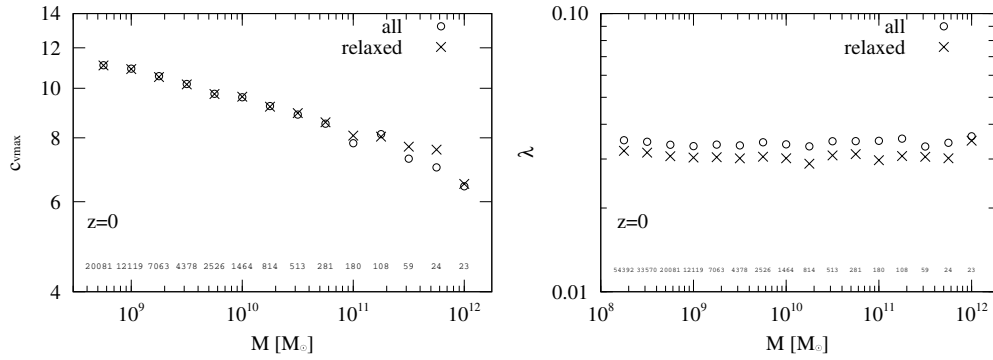 14
12
10
8
6
4
c_vmax
all
relaxed
z=0
20081 12119 7063 4378 2526 1464 814 513 281 180 108 59 24 23
10^9 10^10 10^11 10^12
M [M_☉]
0.10
0.01
λ
all
relaxed
z=0
54392 33570 20081 12119 7063 4378 2526 1464 814 513 281 180 108 59 24 23
10^8 10^9 10^10 10^11 10^12
M [M_☉]